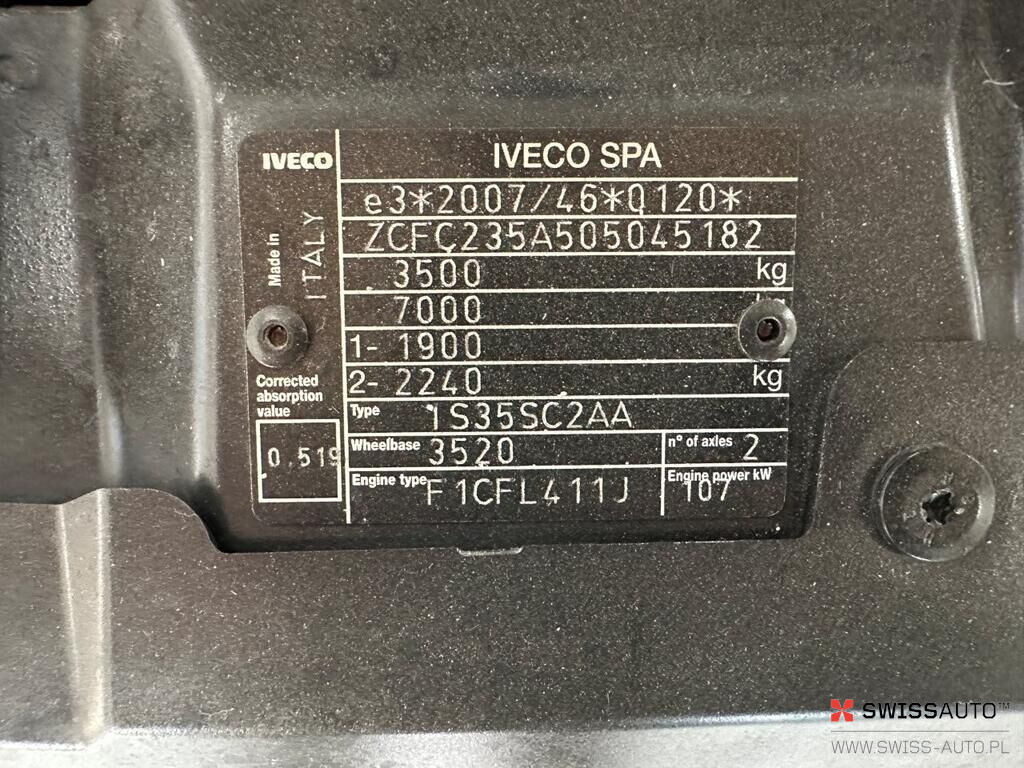 IVECO
IVECO SPA
e3*2007/46*0120*
ZCFC235A505045182
Made in
ITALY
3500 kg
7000
1- 1900
2- 2240 kg
Corrected
absorption
value
0.519
Type 1S35SC2AA
Wheelbase 3520
n° of axles 2
Engine type F1CFL411J
Engine power kW
107
SWISSAUTO™
WWW.SWISS-AUTO.PL